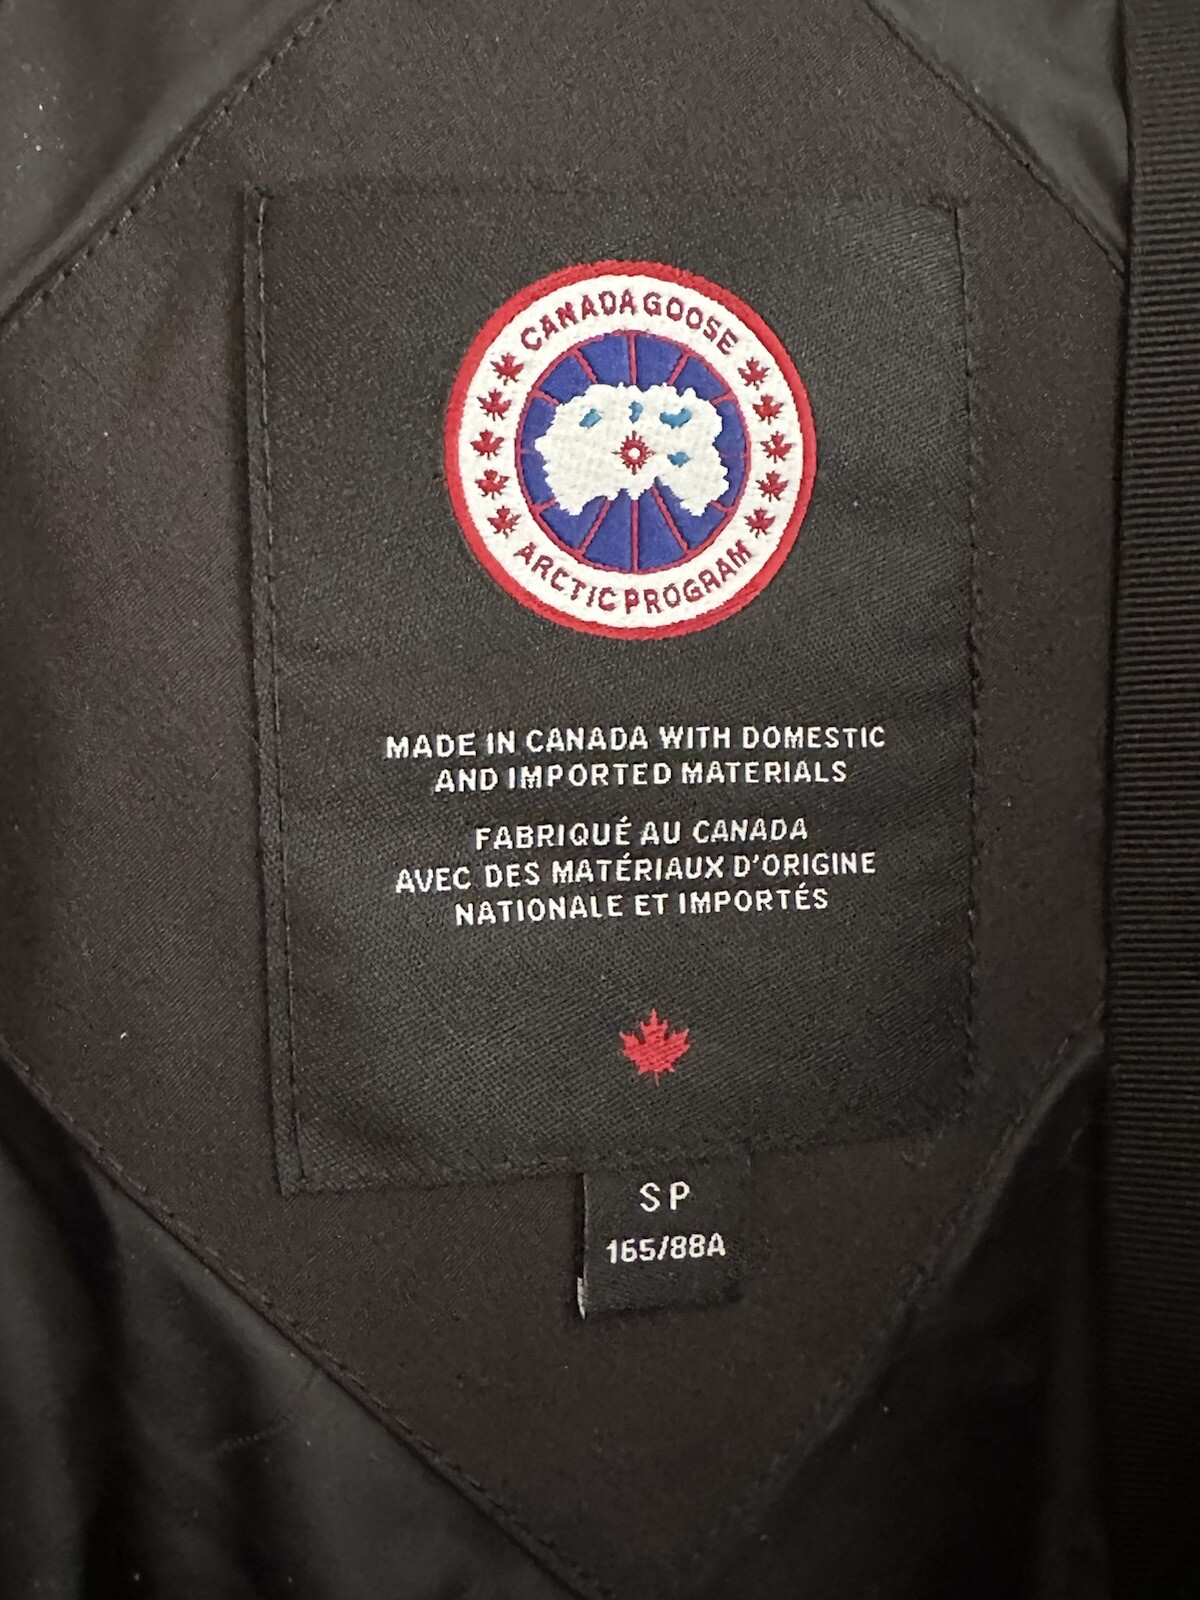 CANADA GOOSE
ARCTIC PROGRAM
MADE IN CANADA WITH DOMESTIC
AND IMPORTED MATERIALS
FABRIQUÉ AU CANADA
AVEC DES MATÉRIAUX D'ORIGINE
NATIONALE ET IMPORTÉS
SP
165/88A